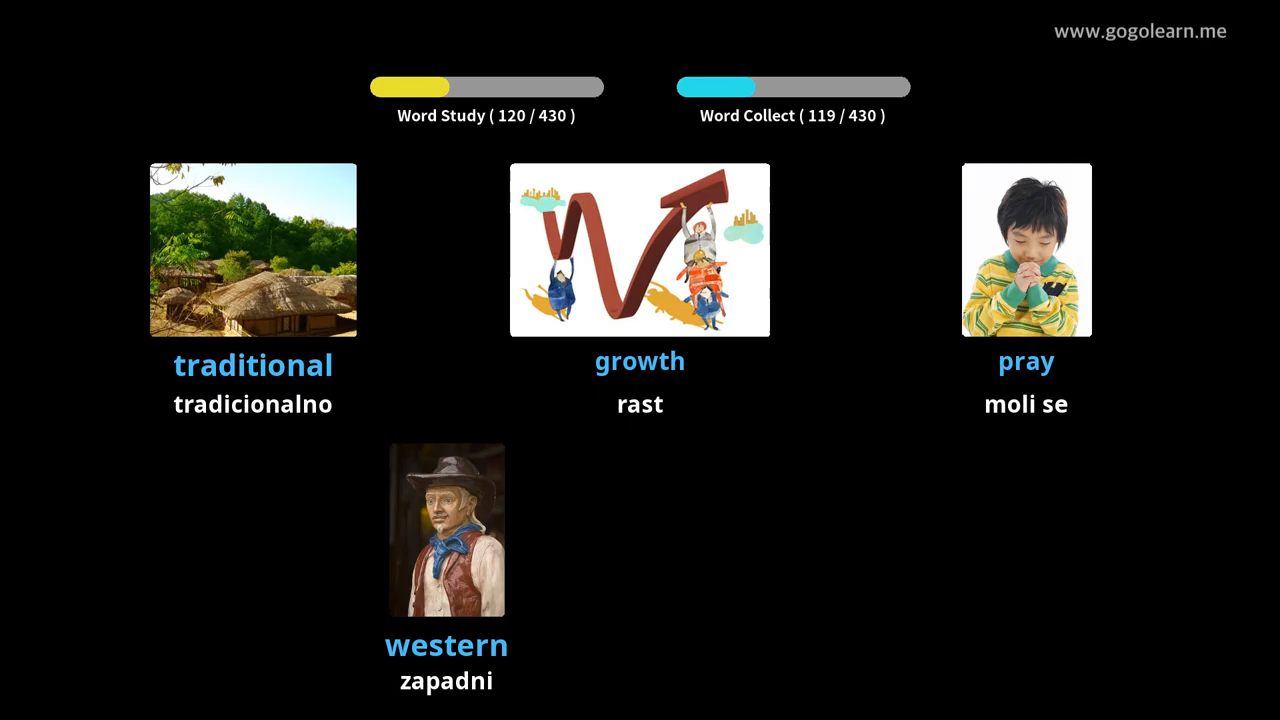 www.gogolearn.me
Word Study ( 120 / 430 )
Word Collect ( 119 / 430 )
traditional
growth
pray
tradicionalno
rast
moli se
western
zapadni